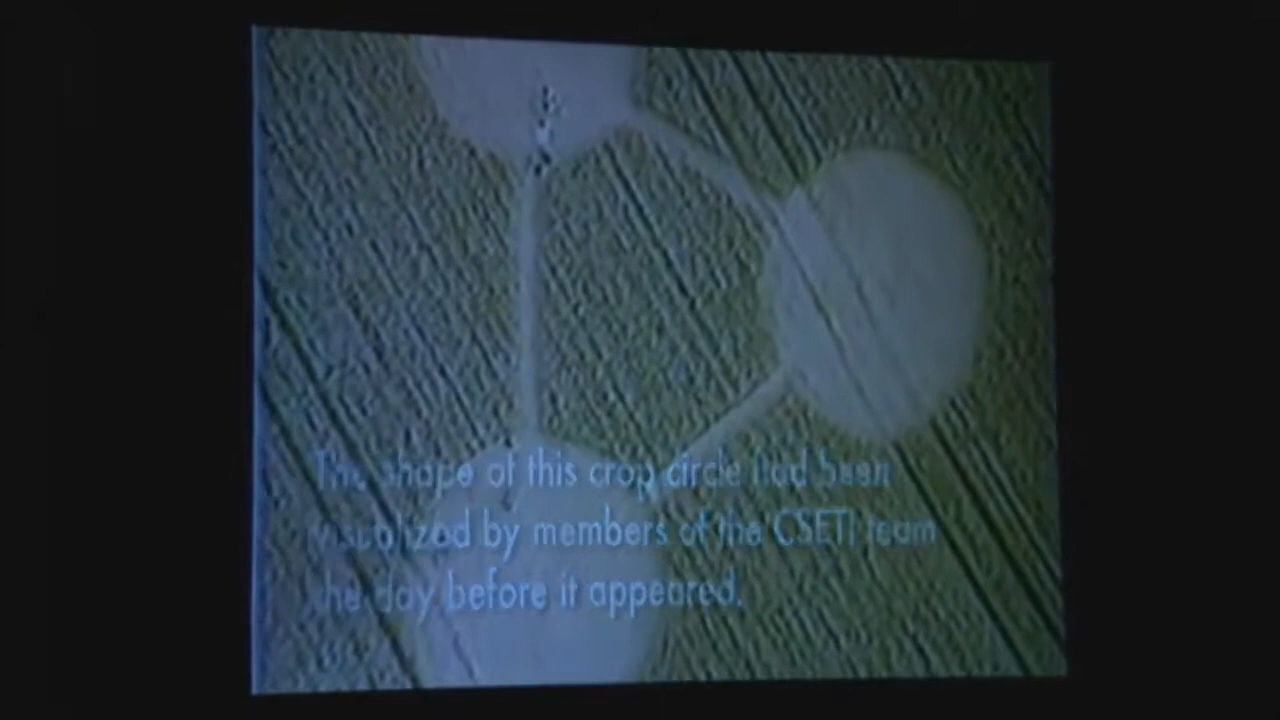 The shape of this crop circle had been
visualized by members of the CSETI team
the day before it appeared.